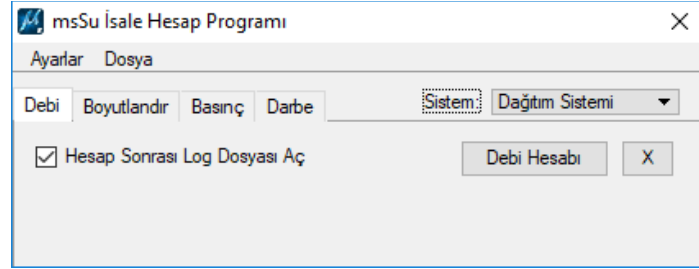 msSu İsale Hesap Programı
Ayarlar Dosya
Debi Boyutlandır Basınç Darbe Sistem: Dağıtım Sistemi
Hesap Sonrası Log Dosyası Aç Debi Hesabı X